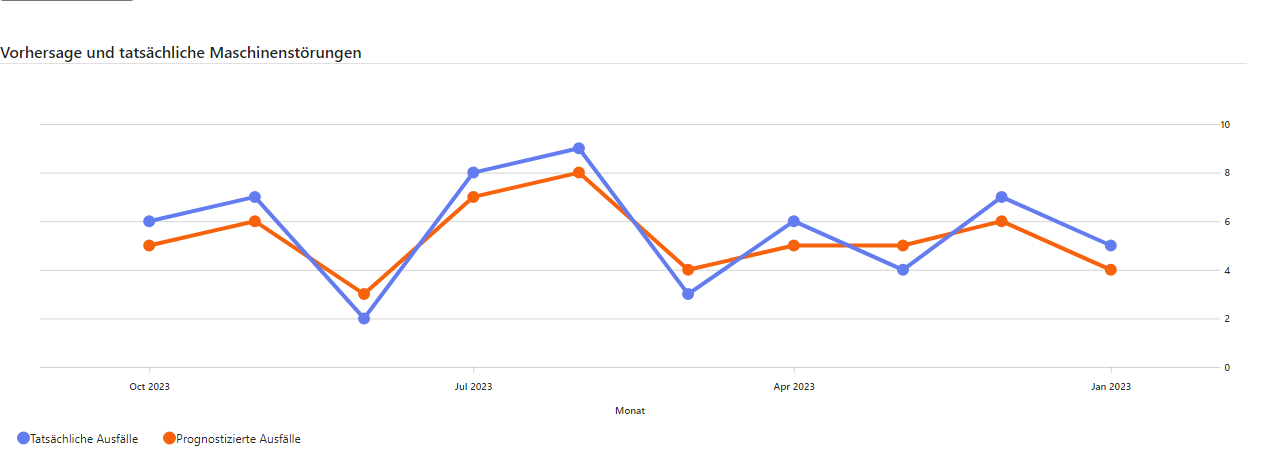 Vorhersage und tatsächliche Maschinenstörungen
10
8
6
4
2
0
Oct 2023 Jul 2023 Apr 2023 Jan 2023
Monat
Tatsächliche Ausfälle Prognostizierte Ausfälle